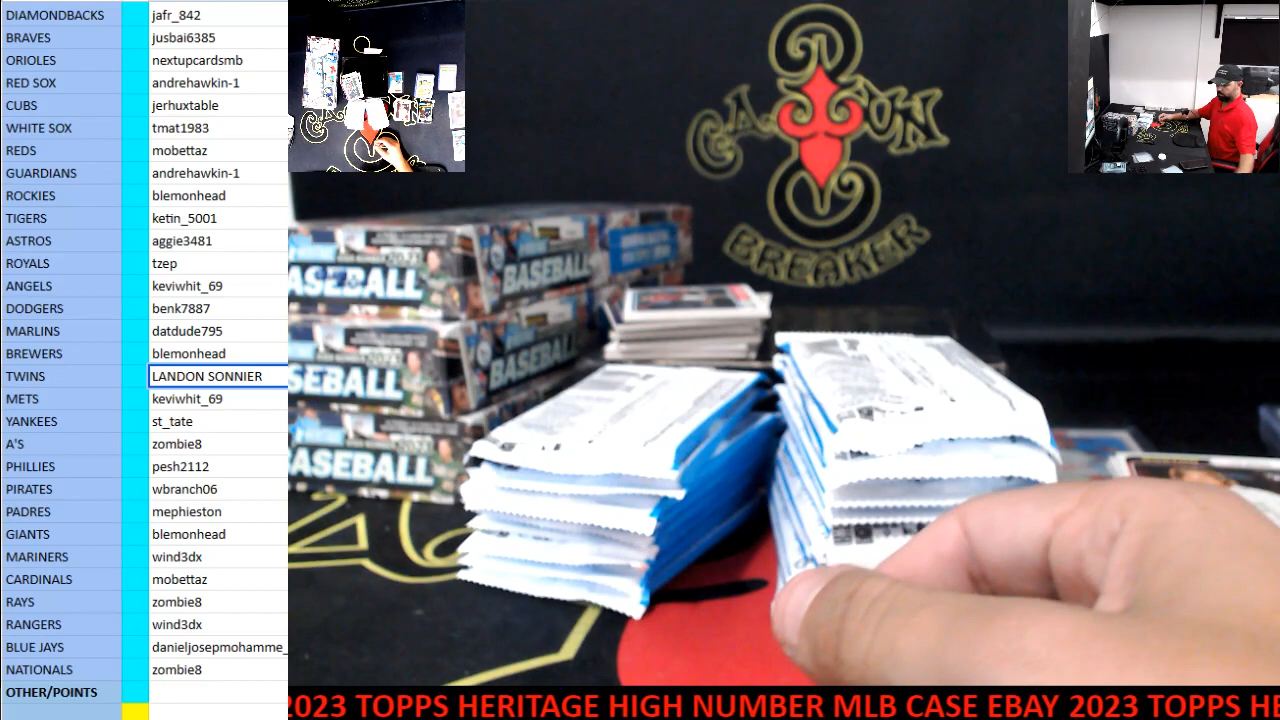 DIAMONDBACKS jafr_842
BRAVES jusbai6385
ORIOLES nextupcardsmb
RED SOX andrehawkin-1
CUBS jerhuxtable
WHITE SOX tmat1983
REDS mobettaz
GUARDIANS andrehawkin-1
ROCKIES blemonhead
TIGERS ketin_5001
ASTROS aggie3481
ROYALS tzep
ANGELS keviwhit_69
DODGERS benk7887
MARLINS datdude795
BREWERS blemonhead
TWINS LANDON SONNIER
METS keviwhit_69
YANKEES st_tate
A'S zombie8
PHILLIES pesh2112
PIRATES wbranch06
PADRES mephieston
GIANTS blemonhead
MARINERS wind3dx
CARDINALS mobettaz
RAYS zombie8
RANGERS wind3dx
BLUE JAYS danieljosepmohamme_
NATIONALS zombie8
OTHER/POINTS
CAJUN
BREAKER
ASEBALL BASEBALL
SEBALL BASEBALL
ASEBALL
2023 TOPPS HERITAGE HIGH NUMBER MLB CASE EBAY 2023 TOPPS HE